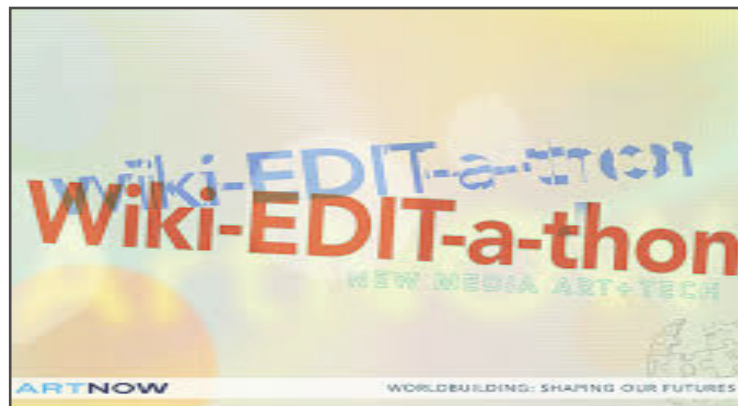 wiki-EDIT-a-thon
Wiki-EDIT-a-thon
NEW MEDIA ART+TECH
ARTNOW
WORLDBUILDING: SHAPING OUR FUTURES